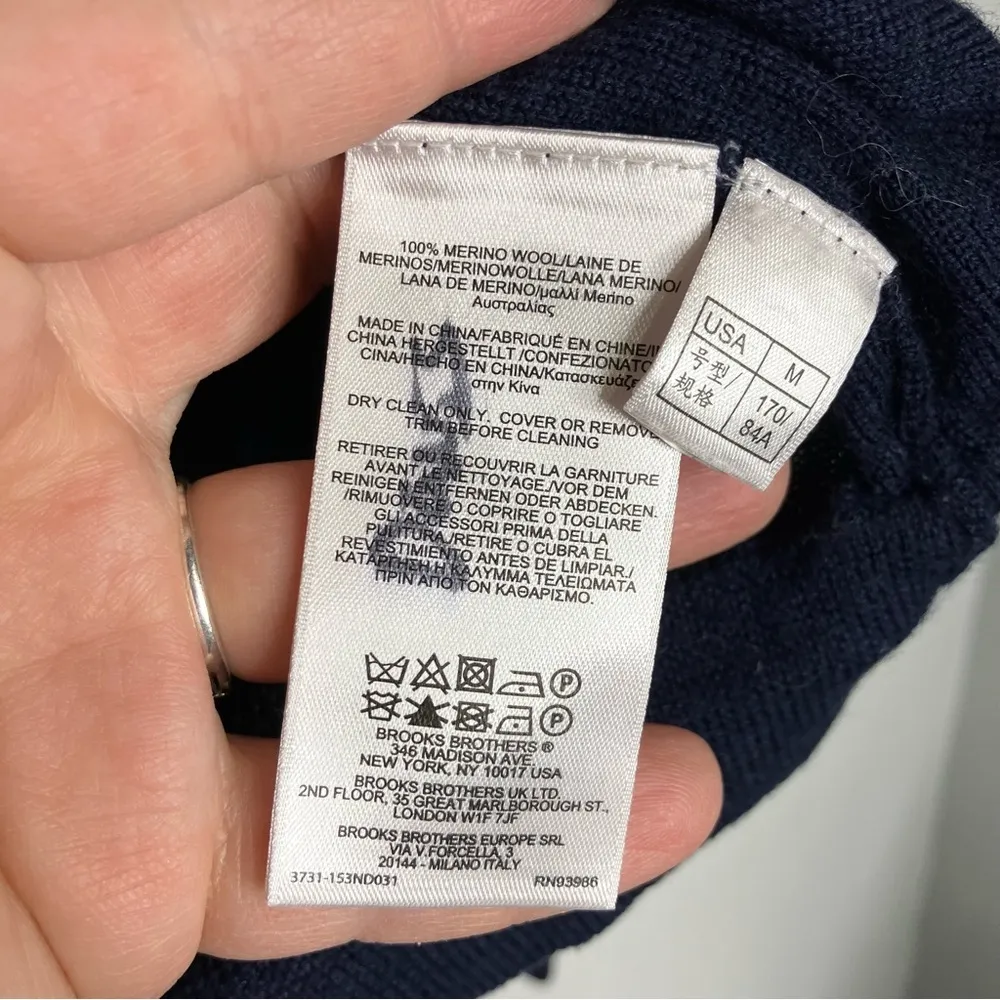 100% MERINO WOOL/LAINE DE
MERINOS/MERINOWOLLE/LANA MERINO/
LANA DE MERINO/μαλλί Merino
Αυστραλίας
MADE IN CHINA/FABRIQUÉ EN CHINE/
CHINA HERGESTELLT /CONFEZIONATO
CINA/HECHO EN CHINA/
στην Κίνα
DRY CLEAN ONLY. COVER OR REMOVE
TRIM BEFORE CLEANING
RETIRER OU RECOUVRIR LA GARNITURE
AVANT LE NETTOYAGE./VOR DEM
REINIGEN ENTFERNEN ODER ABDECKEN.
/RIMUOVERE O COPRIRE O TOGLIARE
GLI ACCESSORI PRIMA DELLA
PULITURA./RETIRE O CUBRA EL
REVESTIMIENTO ANTES DE LIMPIAR./
ΚΑΤΑΡΓΗΣΗ Η ΚΑΛΥΜΜΑ ΤΕΛΕΙΩΜΑΤΑ
ΠΡΙΝ ΑΠΟ ΤΟΝ ΚΑΘΑΡΙΣΜΟ.
P
P
BROOKS BROTHERS ®
346 MADISON AVE.
NEW YORK, NY 10017 USA
BROOKS BROTHERS UK LTD.
2ND FLOOR, 35 GREAT MARLBOROUGH ST.,
LONDON W1F 7JF
BROOKS BROTHERS EUROPE SRL
VIA V.FORCELLA, 3
20144 - MILANO ITALY
3731-153ND031 RN93986
USA M
号型/ 170/
规格 84A